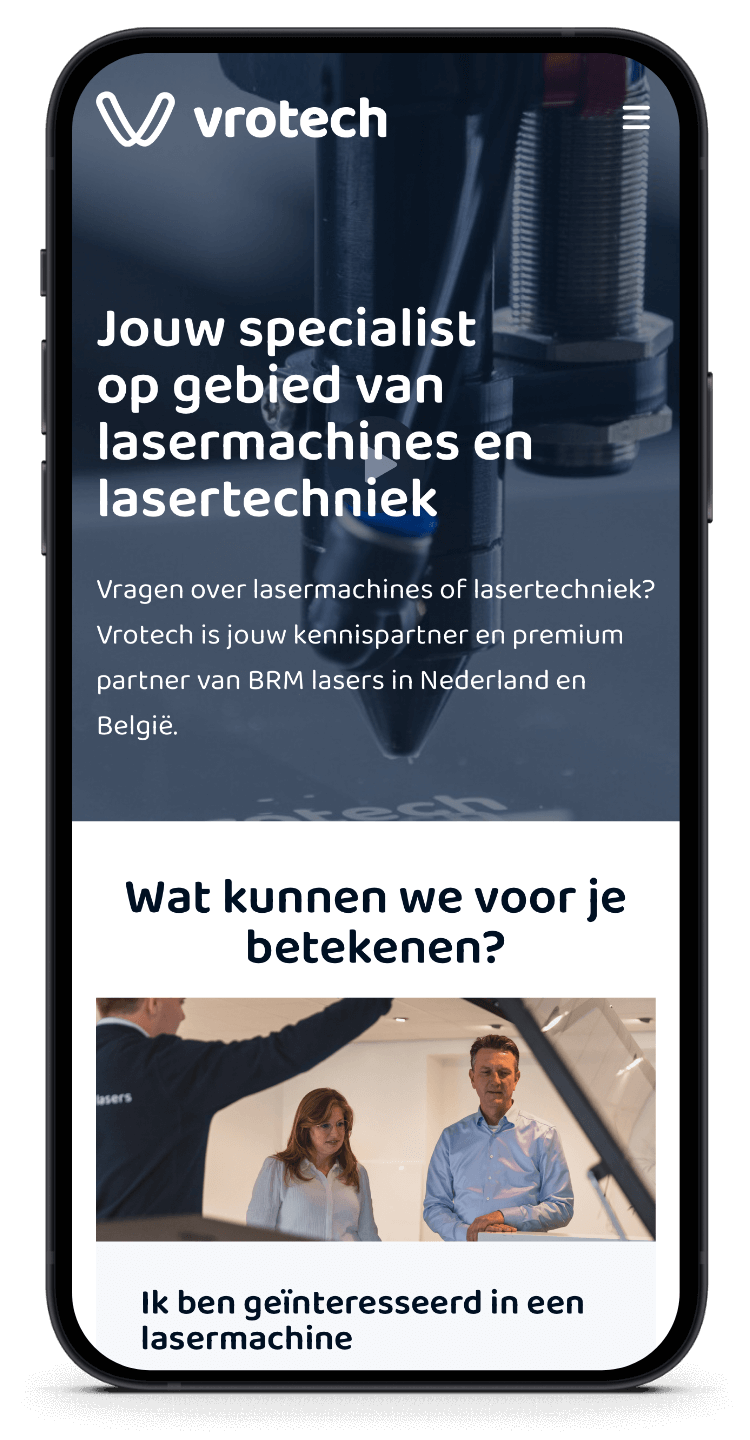 vrotech
Jouw specialist
op gebied van
lasermachines en
lasertechniek
Vragen over lasermachines of lasertechniek?
Vrotech is jouw kennispartner en premium
partner van BRM lasers in Nederland en
België.
Wat kunnen we voor je
betekenen?
lasers
Ik ben geïnteresseerd in een
lasermachine